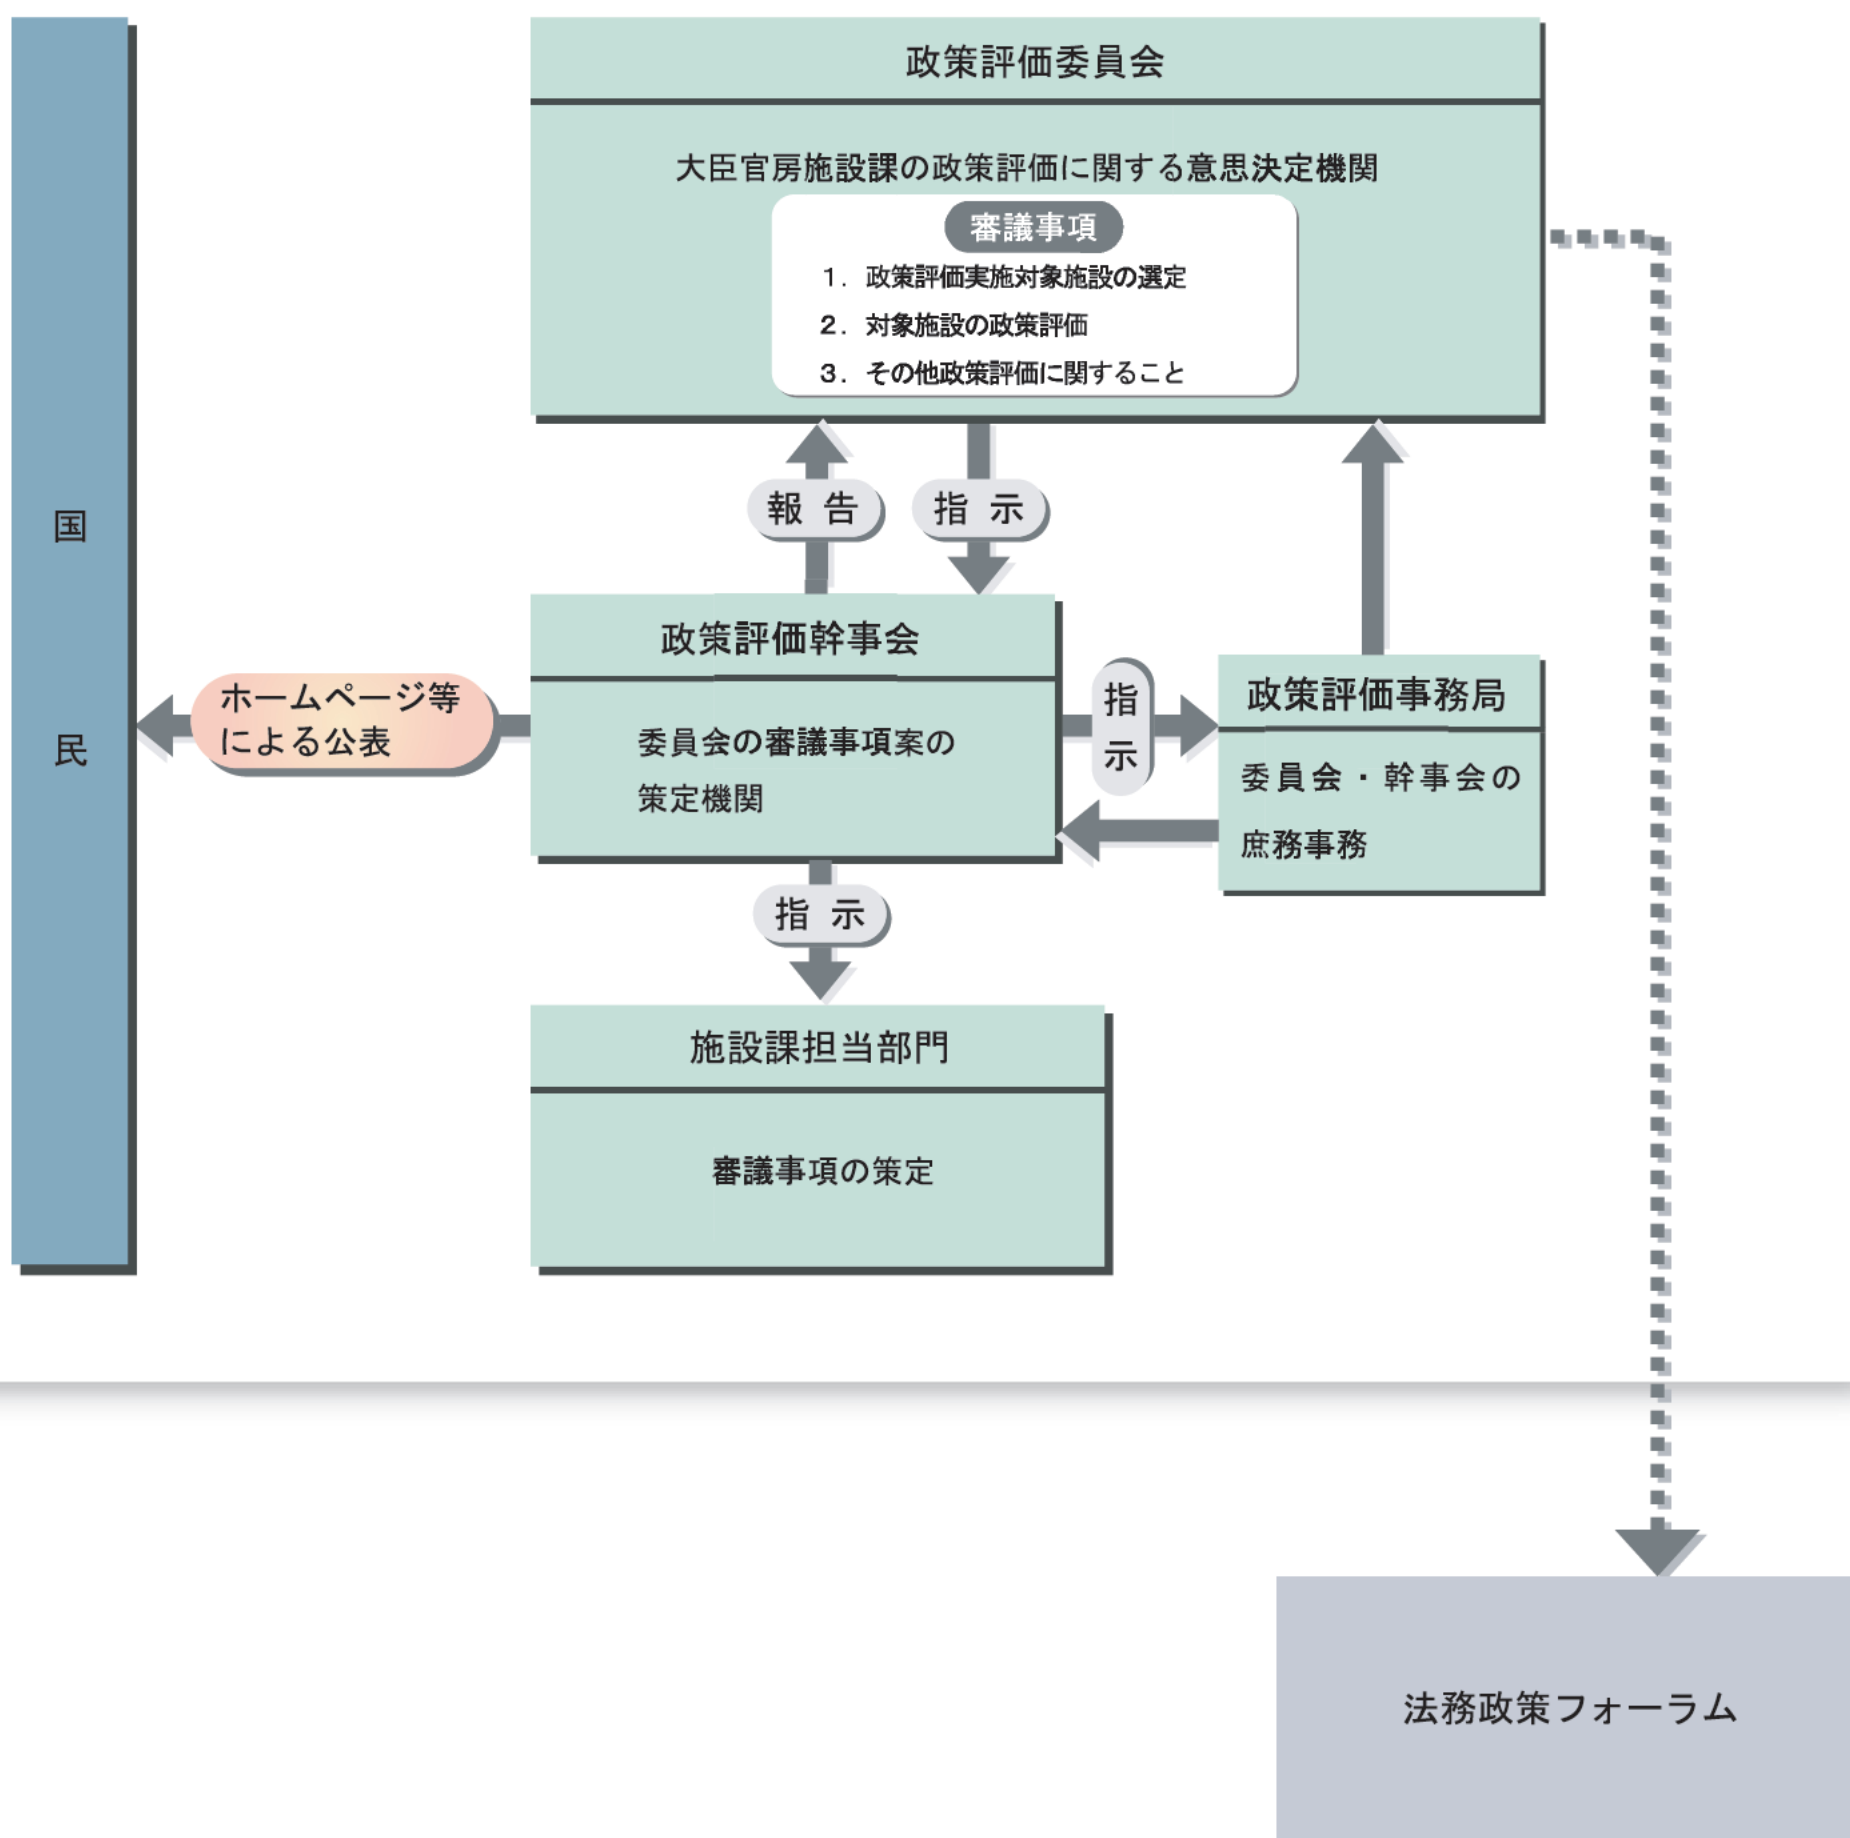 国民
政策評価委員会
大臣官房施設課の政策評価に関する意思決定機関
審議事項
1. 政策評価実施対象施設の選定
2. 対象施設の政策評価
3. その他政策評価に関すること
報 告
指 示
政策評価幹事会
委員会の審議事項案の
策定機関
ホームページ等
による公表
指示
政策評価事務局
委員会・幹事会の
庶務事務
指 示
施設課担当部門
審議事項の策定
法務政策フォーラム